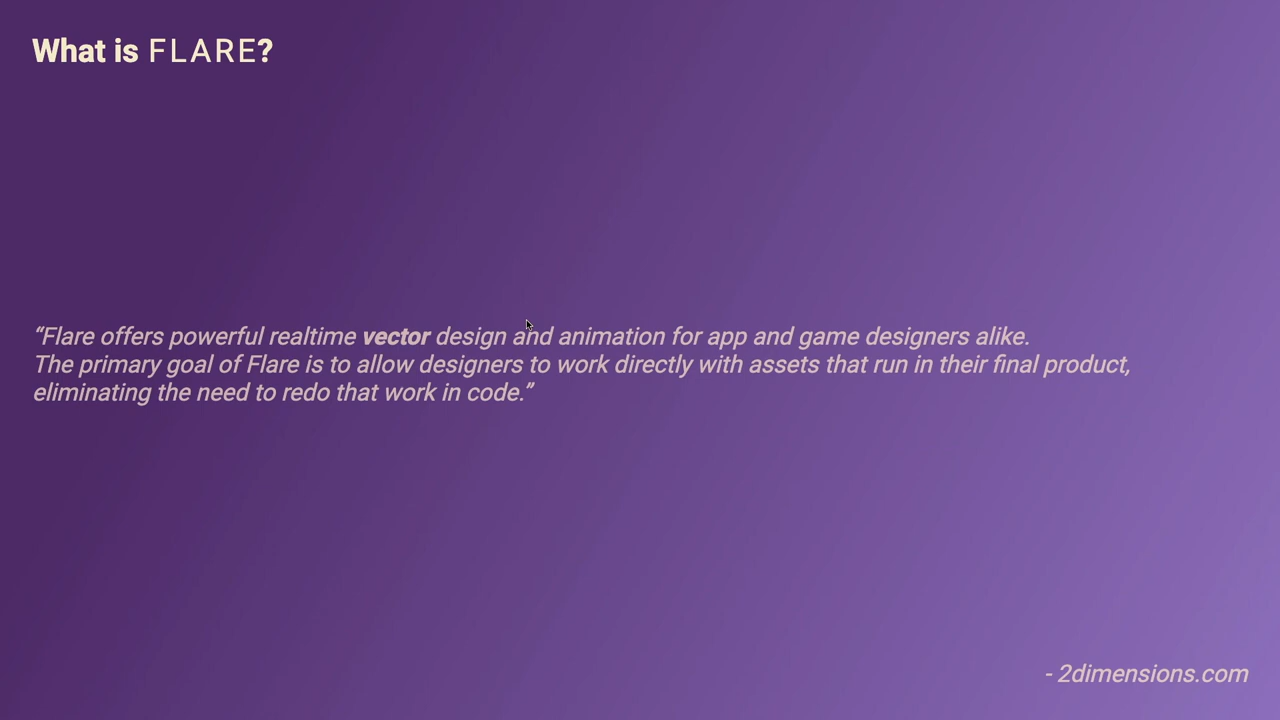 What is FLARE?
“Flare offers powerful realtime vector design and animation for app and game designers alike.
The primary goal of Flare is to allow designers to work directly with assets that run in their final product,
eliminating the need to redo that work in code.”
- 2dimensions.com